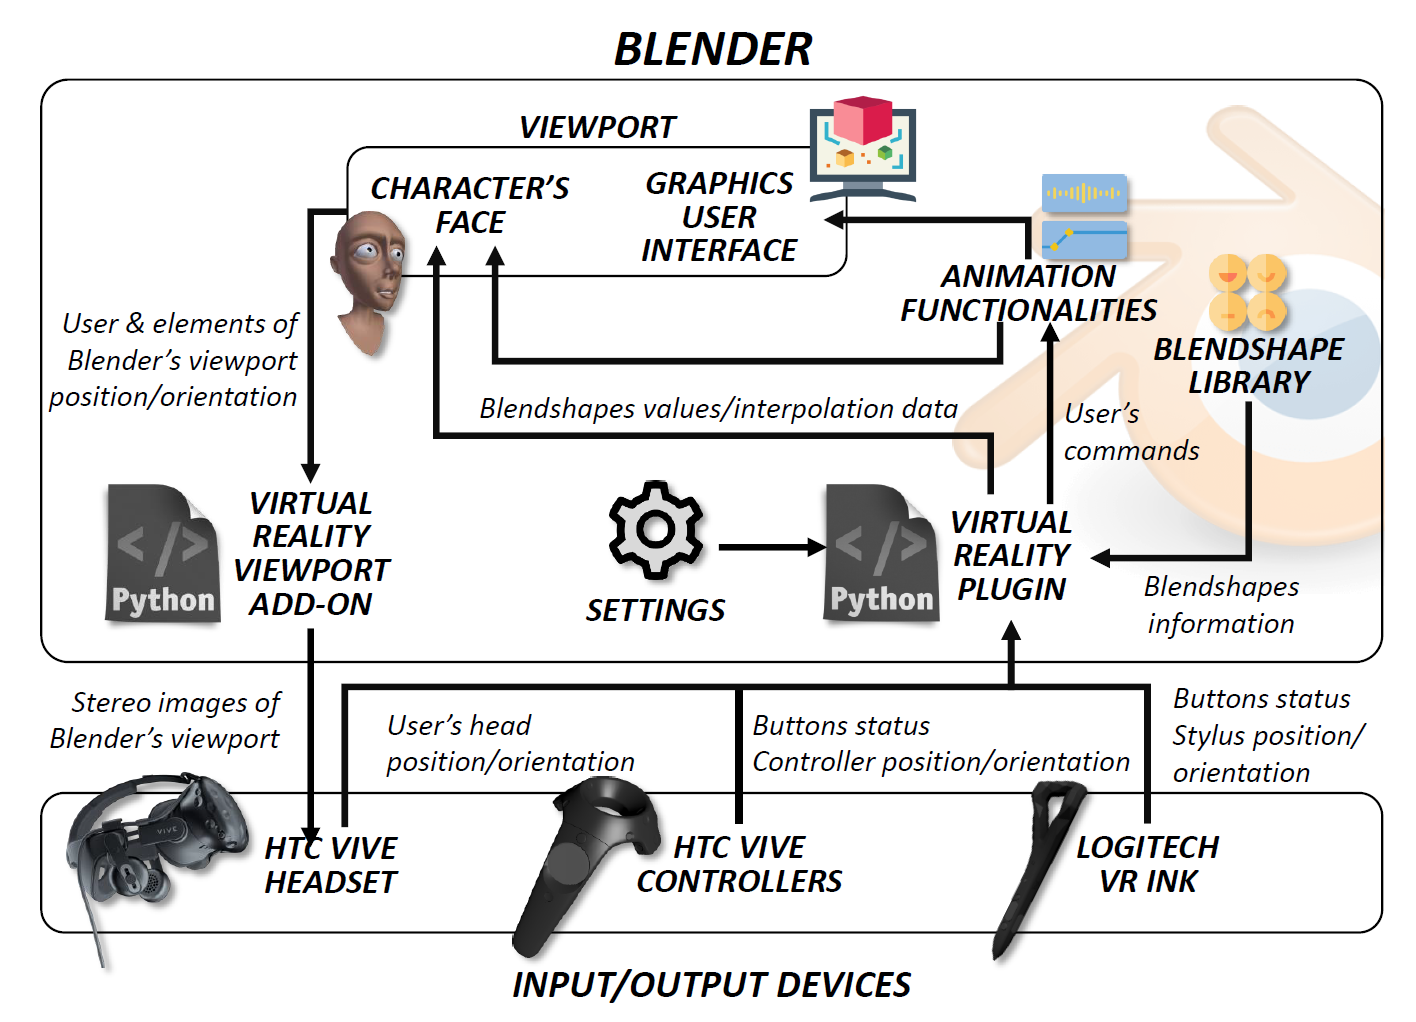 BLENDER
VIEWPORT
CHARACTER'S
FACE
GRAPHICS
USER
INTERFACE
ANIMATION
FUNCTIONALITIES
BLENDSHAPE
LIBRARY
User & elements of
Blender's viewport
position/orientation
Blendshapes values/interpolation data
User's
commands
</>
Python
VIRTUAL
REALITY
VIEWPORT
ADD-ON
SETTINGS
</>
Python
VIRTUAL
REALITY
PLUGIN
Blendshapes
information
Stereo images of
Blender's viewport
User's head
position/orientation
Buttons status
Controller position/orientation
Buttons status
Stylus position/
orientation
VIVE
HTC VIVE
HEADSET
HTC VIVE
CONTROLLERS
LOGITECH
VR INK
INPUT/OUTPUT DEVICES